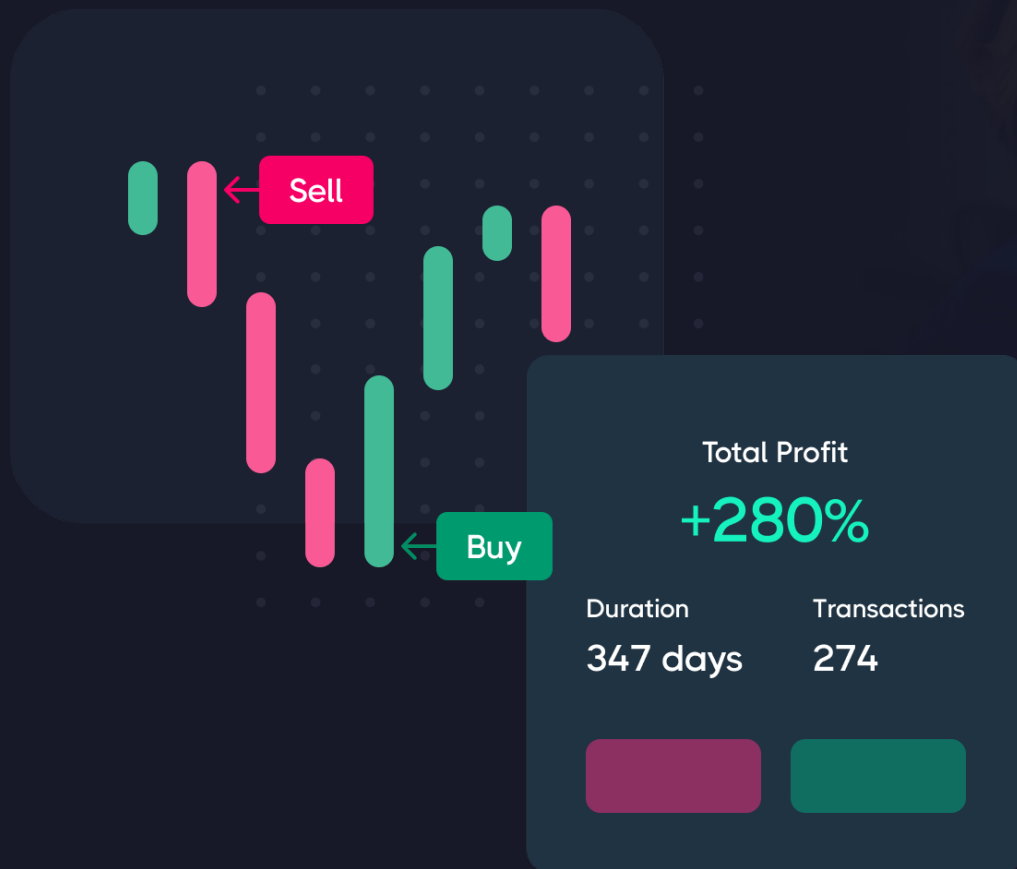 Sell
Buy
Total Profit
+280%
Duration
Transactions
347 days
274